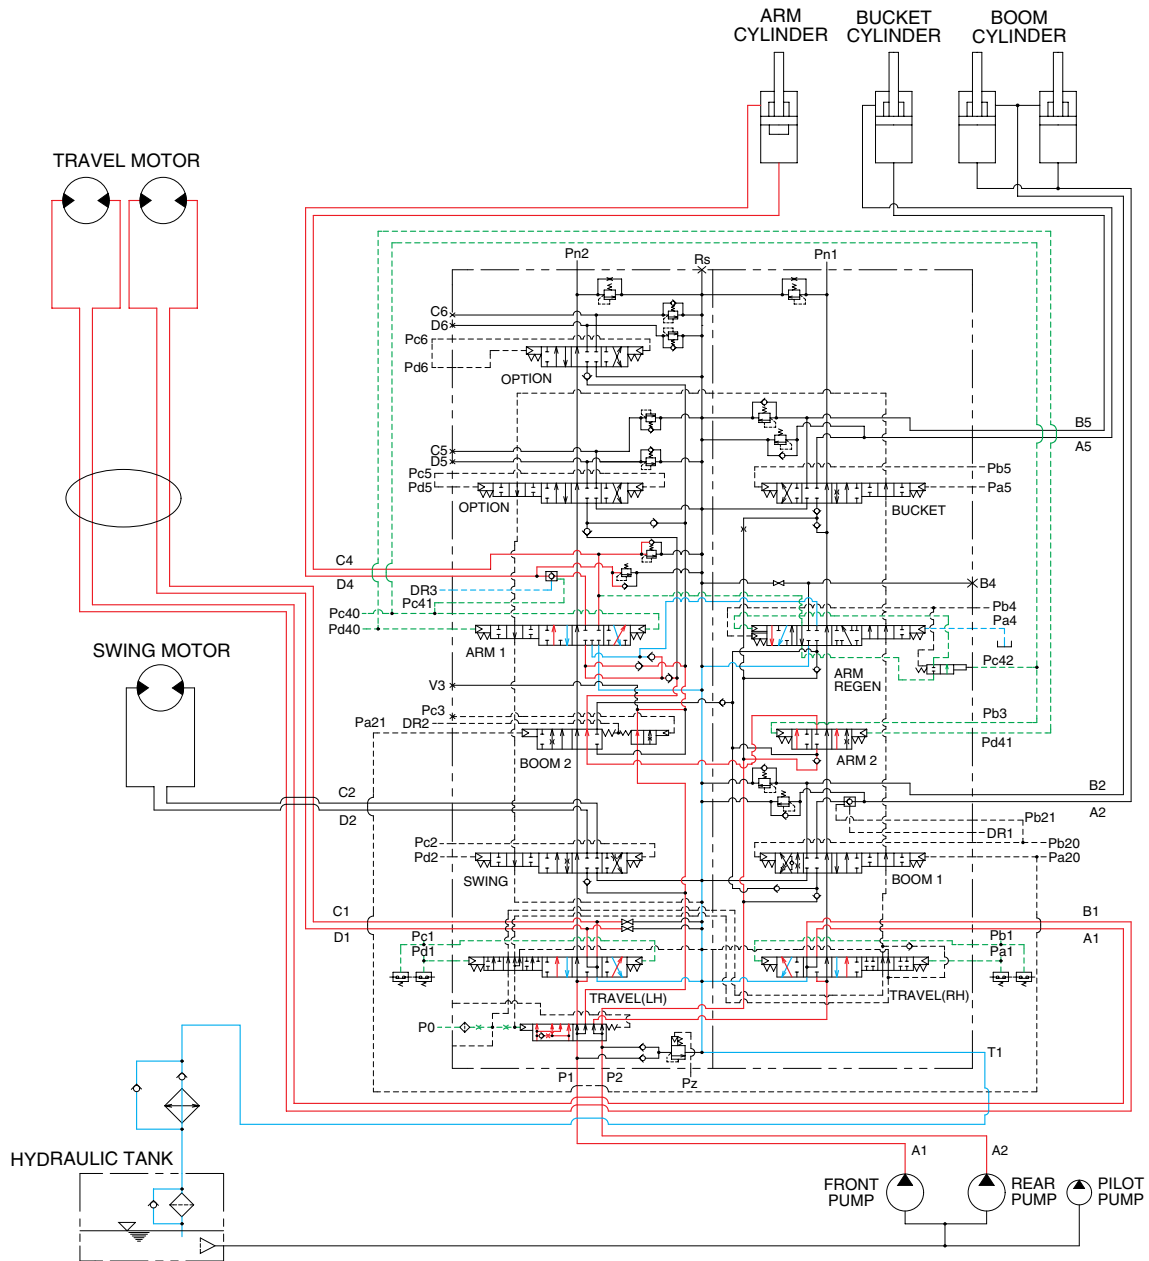 ARM
CYLINDER
BUCKET
CYLINDER
BOOM
CYLINDER
TRAVEL MOTOR
Pn2
Rs
Pn1
C6
D6
Pc6
Pd6
OPTION
B5
A5
C5
D5
Pc5
Pd5
OPTION
Pb5
Pa5
BUCKET
C4
D4
DR3
Pc41
Pc40
Pd40
ARM 1
B4
Pb4
Pa4
Pc42
ARM
REGEN
SWING MOTOR
V3
Pc3
Pa21
DR2
BOOM 2
Pb3
Pd41
ARM 2
C2
D2
B2
A2
Pb21
DR1
Pc2
Pd2
SWING
Pb20
Pa20
BOOM 1
C1
D1
B1
A1
Pc1
Pd1
Pb1
Pa1
TRAVEL(LH)
TRAVEL(RH)
P0
T1
P1
P2
Pz
HYDRAULIC TANK
A1
A2
FRONT
PUMP
REAR
PUMP
PILOT
PUMP